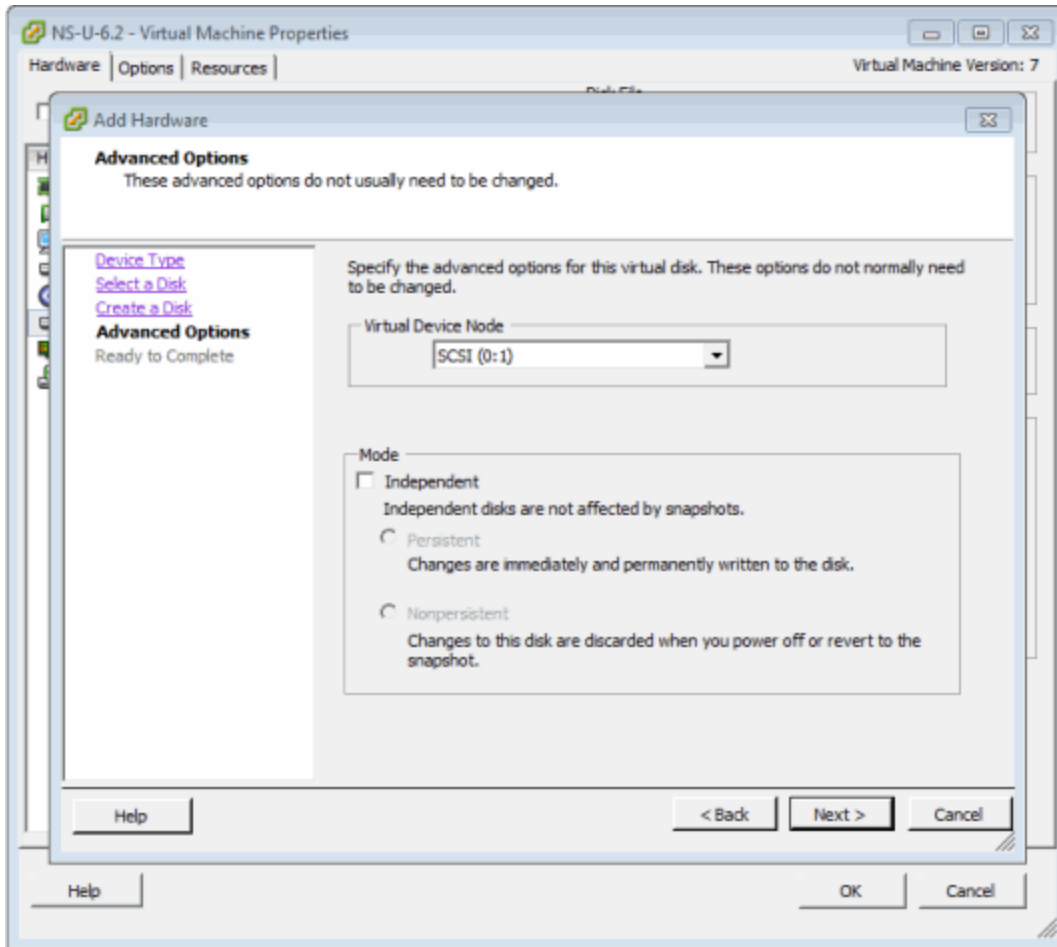 NS-U-6.2 - Virtual Machine Properties
Hardware Options Resources Virtual Machine Version: 7
Add Hardware
Advanced Options
These advanced options do not usually need to be changed.
Device Type
Select a Disk
Create a Disk
Advanced Options
Ready to Complete
Specify the advanced options for this virtual disk. These options do not normally need
to be changed.
Virtual Device Node
SCSI (0:1)
Mode
Independent
Independent disks are not affected by snapshots.
Persistent
Changes are immediately and permanently written to the disk.
Nonpersistent
Changes to this disk are discarded when you power off or revert to the
snapshot.
Help < Back Next > Cancel
Help OK Cancel